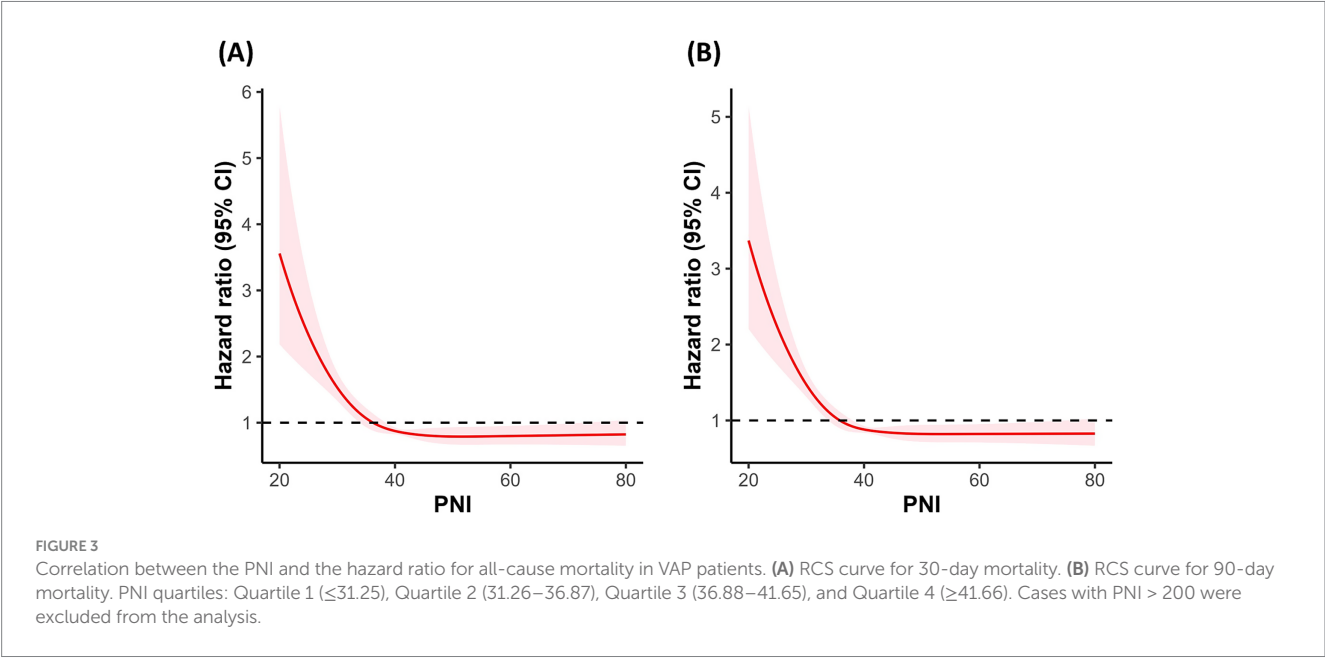 (A)
Hazard ratio (95% CI)
6
5
4
3
2
1
20 40 60 80
PNI
(B)
Hazard ratio (95% CI)
5
4
3
2
1
20 40 60 80
PNI
FIGURE 3
Correlation between the PNI and the hazard ratio for all-cause mortality in VAP patients. (A) RCS curve for 30-day mortality. (B) RCS curve for 90-day
mortality. PNI quartiles: Quartile 1 (≤31.25), Quartile 2 (31.26–36.87), Quartile 3 (36.88–41.65), and Quartile 4 (≥41.66). Cases with PNI > 200 were
excluded from the analysis.